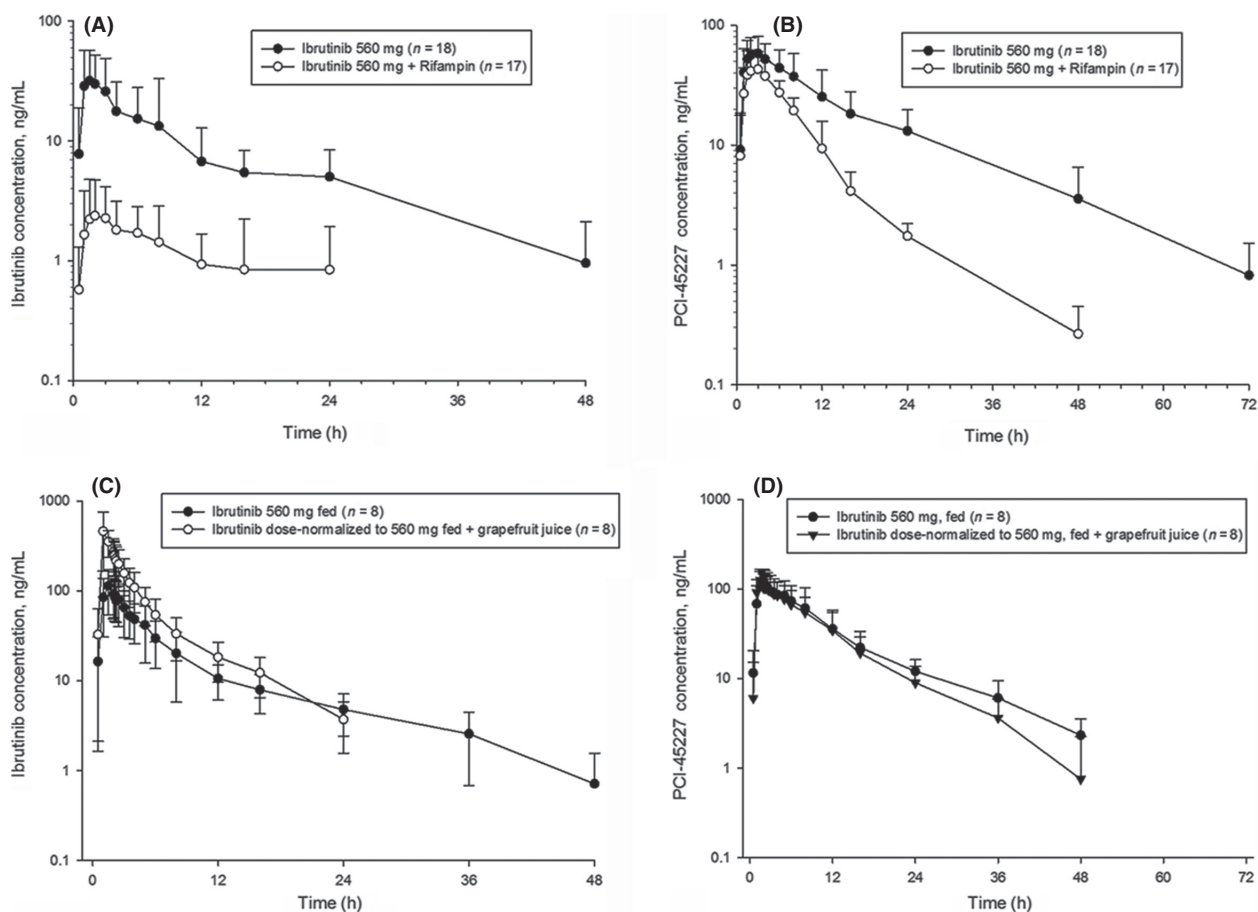 (A)
Ibrutinib 560 mg (n = 18)
Ibrutinib 560 mg + Rifampin (n = 17)
Ibrutinib concentration, ng/mL
100
10
1
0.1
0 12 24 36 48
Time (h)
(B)
Ibrutinib 560 mg (n = 18)
Ibrutinib 560 mg + Rifampin (n = 17)
PCI-45227 concentration, ng/mL
100
10
1
0.1
0 12 24 36 48 60 72
Time (h)
(C)
Ibrutinib 560 mg fed (n = 8)
Ibrutinib dose-normalized to 560 mg fed + grapefruit juice (n = 8)
Ibrutinib concentration, ng/mL
1000
100
10
1
0.1
0 12 24 36 48
Time (h)
(D)
Ibrutinib 560 mg, fed (n = 8)
Ibrutinib dose-normalized to 560 mg, fed + grapefruit juice (n = 8)
PCI-45227 concentration, ng/mL
1000
100
10
1
0.1
0 12 24 36 48 60 72
Time (h)